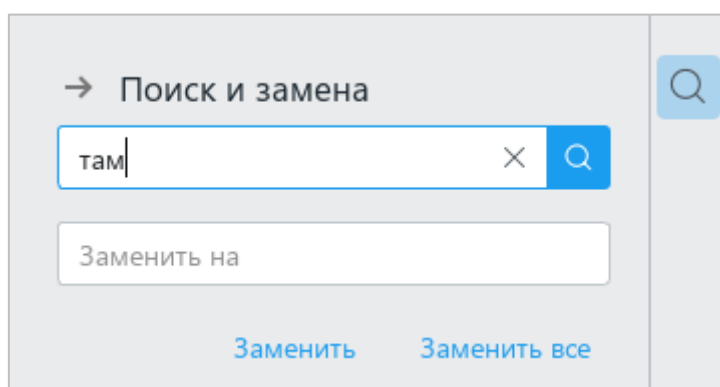 Поиск и замена
там
Заменить на
Заменить Заменить все